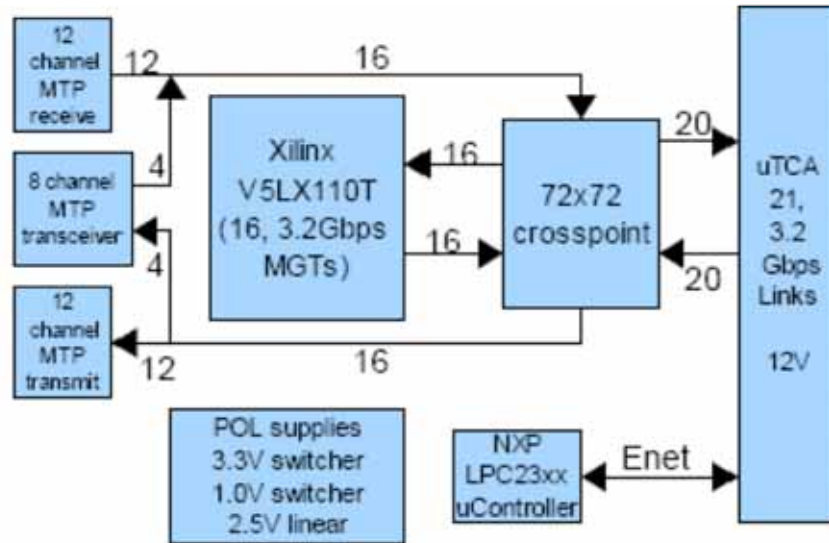 12
channel
MTP
receive
12
16
8 channel
MTP
transceiver
4
4
12
channel
MTP
transmit
12
16
Xilinx
V5LX110T
(16, 3.2Gbps
MGTs)
16
16
72x72
crosspoint
20
20
uTCA
21,
3.2
Gbps
Links
12V
POL supplies
3.3V switcher
1.0V switcher
2.5V linear
NXP
LPC23xx
uController
Enet